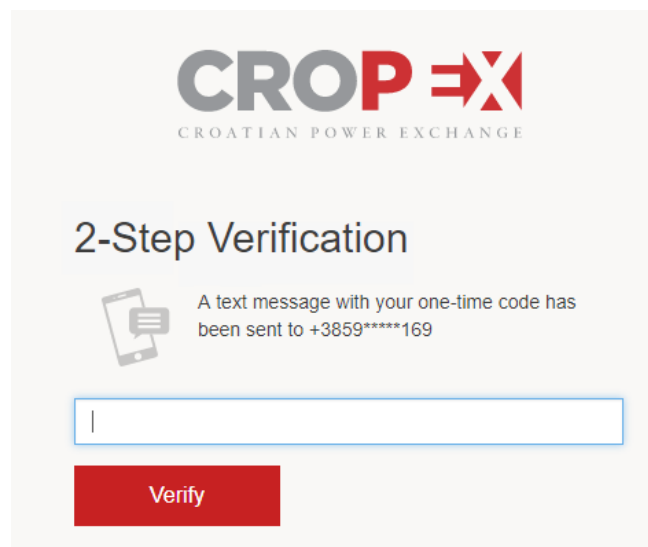 CROPEX
CROATIAN POWER EXCHANGE
2-Step Verification
A text message with your one-time code has
been sent to +3859*****169
Verify